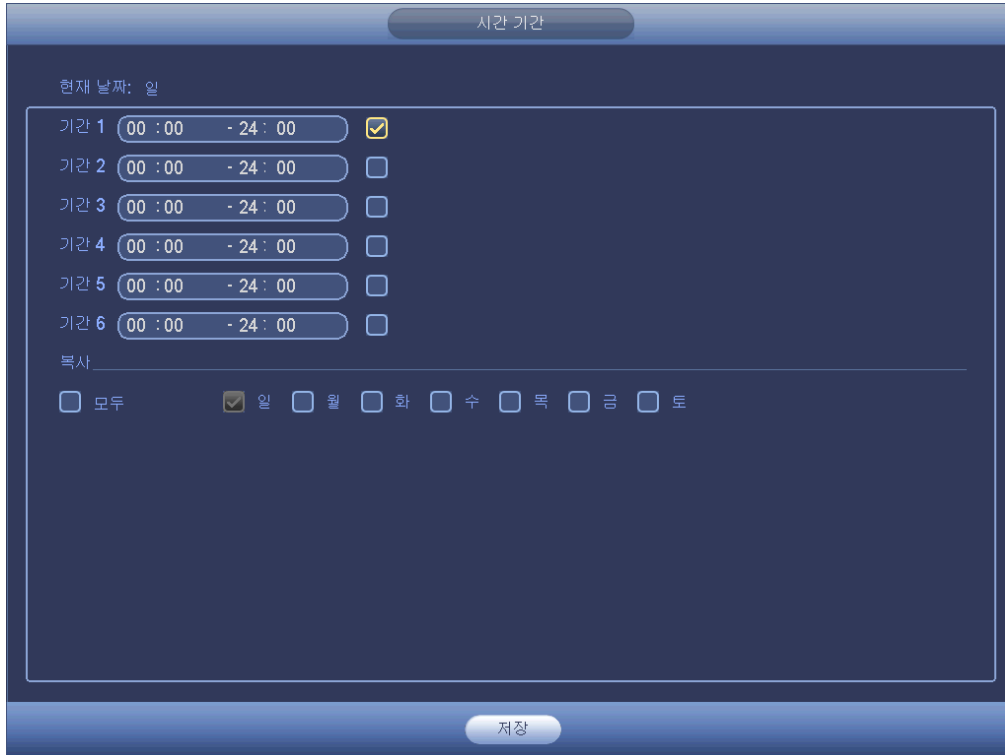 시간 기간
현재 날짜: 일
기간 1 00 :00 - 24 : 00
기간 2 00 :00 - 24 : 00
기간 3 00 :00 - 24 : 00
기간 4 00 :00 - 24 : 00
기간 5 00 :00 - 24 : 00
기간 6 00 :00 - 24 : 00
복사
모두 일 월 화 수 목 금 토
저장